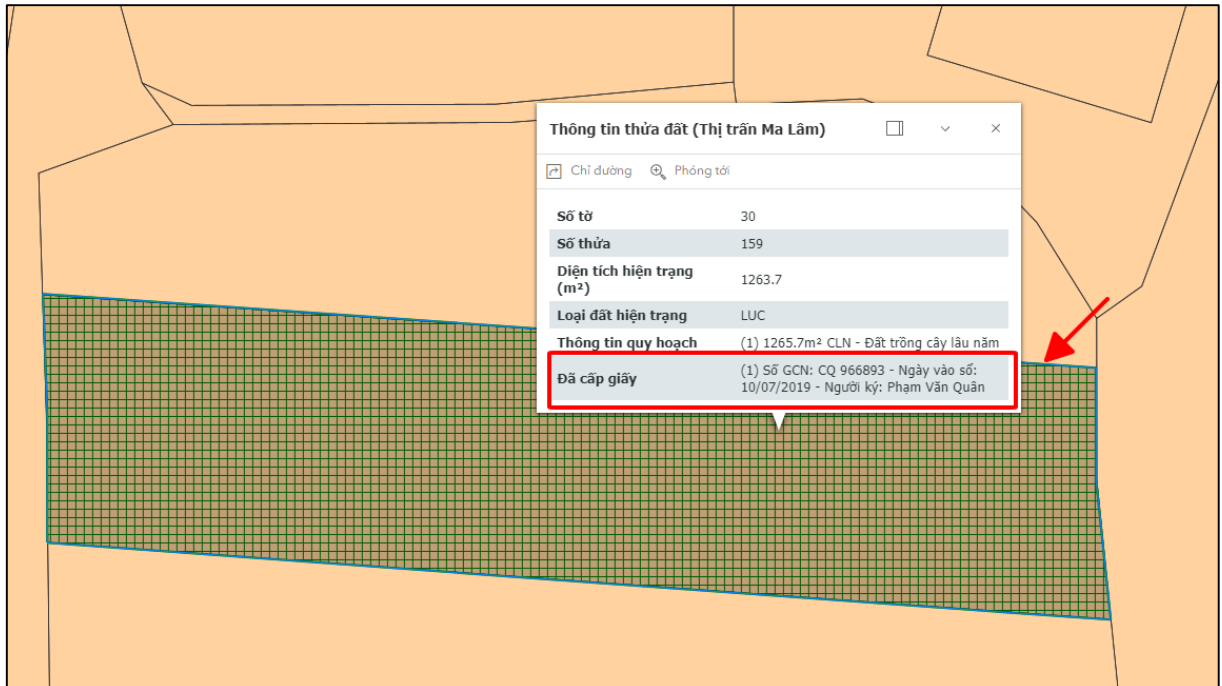 Thông tin thửa đất (Thị trấn Ma Lâm)
Chỉ đường Phóng tới
Số tờ 30
Số thửa 159
Diện tích hiện trạng (m²) 1263.7
Loại đất hiện trạng LUC
Thông tin quy hoạch (1) 1265.7m² CLN - Đất trồng cây lâu năm
Đã cấp giấy (1) Số GCN: CQ 966893 - Ngày vào sổ:
10/07/2019 - Người ký: Phạm Văn Quân